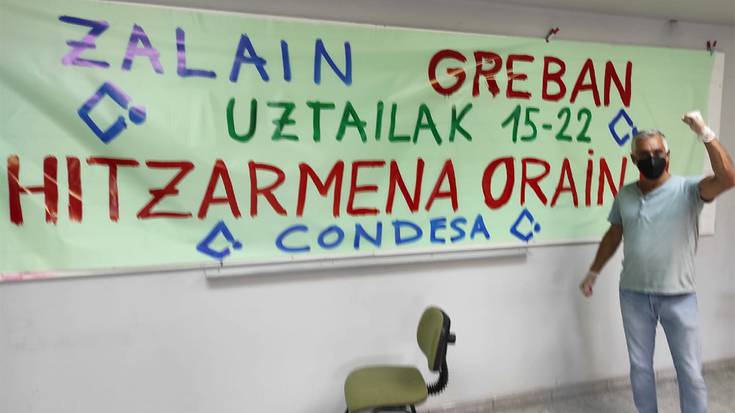 ZALAIN GREBAN
UZTAILAK 15-22
HITZARMENA ORAIN
CONDESA